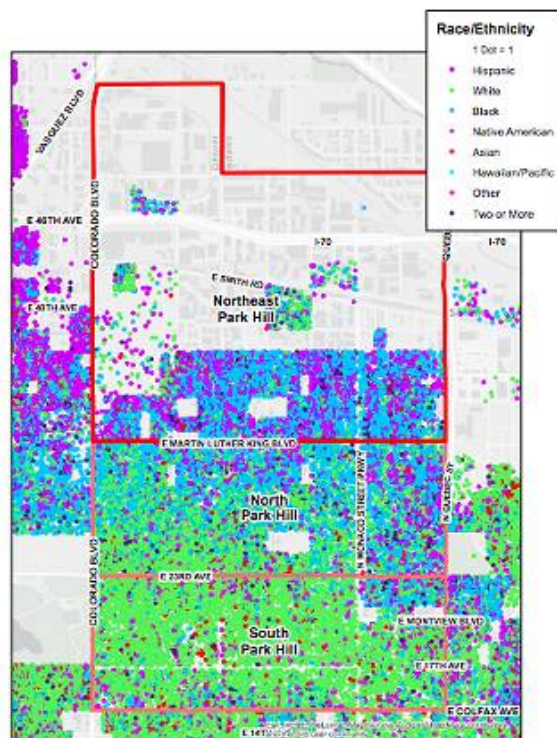 Race/Ethnicity
1 Dot = 1
Hispanic
White
Black
Native American
Asian
Hawaiian/Pacific
Other
Two or More
VASQUEZ BLVD
COLORADO BLVD
E 46TH AVE
I-70
I-70
E SMITH RD
Northeast
Park Hill
E MARTIN LUTHER KING BLVD
N MONACO STREET PKWY
N QUEBEC ST
North
Park Hill
COLORADO BLVD
E 23RD AVE
E MONTVIEW BLVD
South
Park Hill
E 17TH AVE
E COLFAX AVE